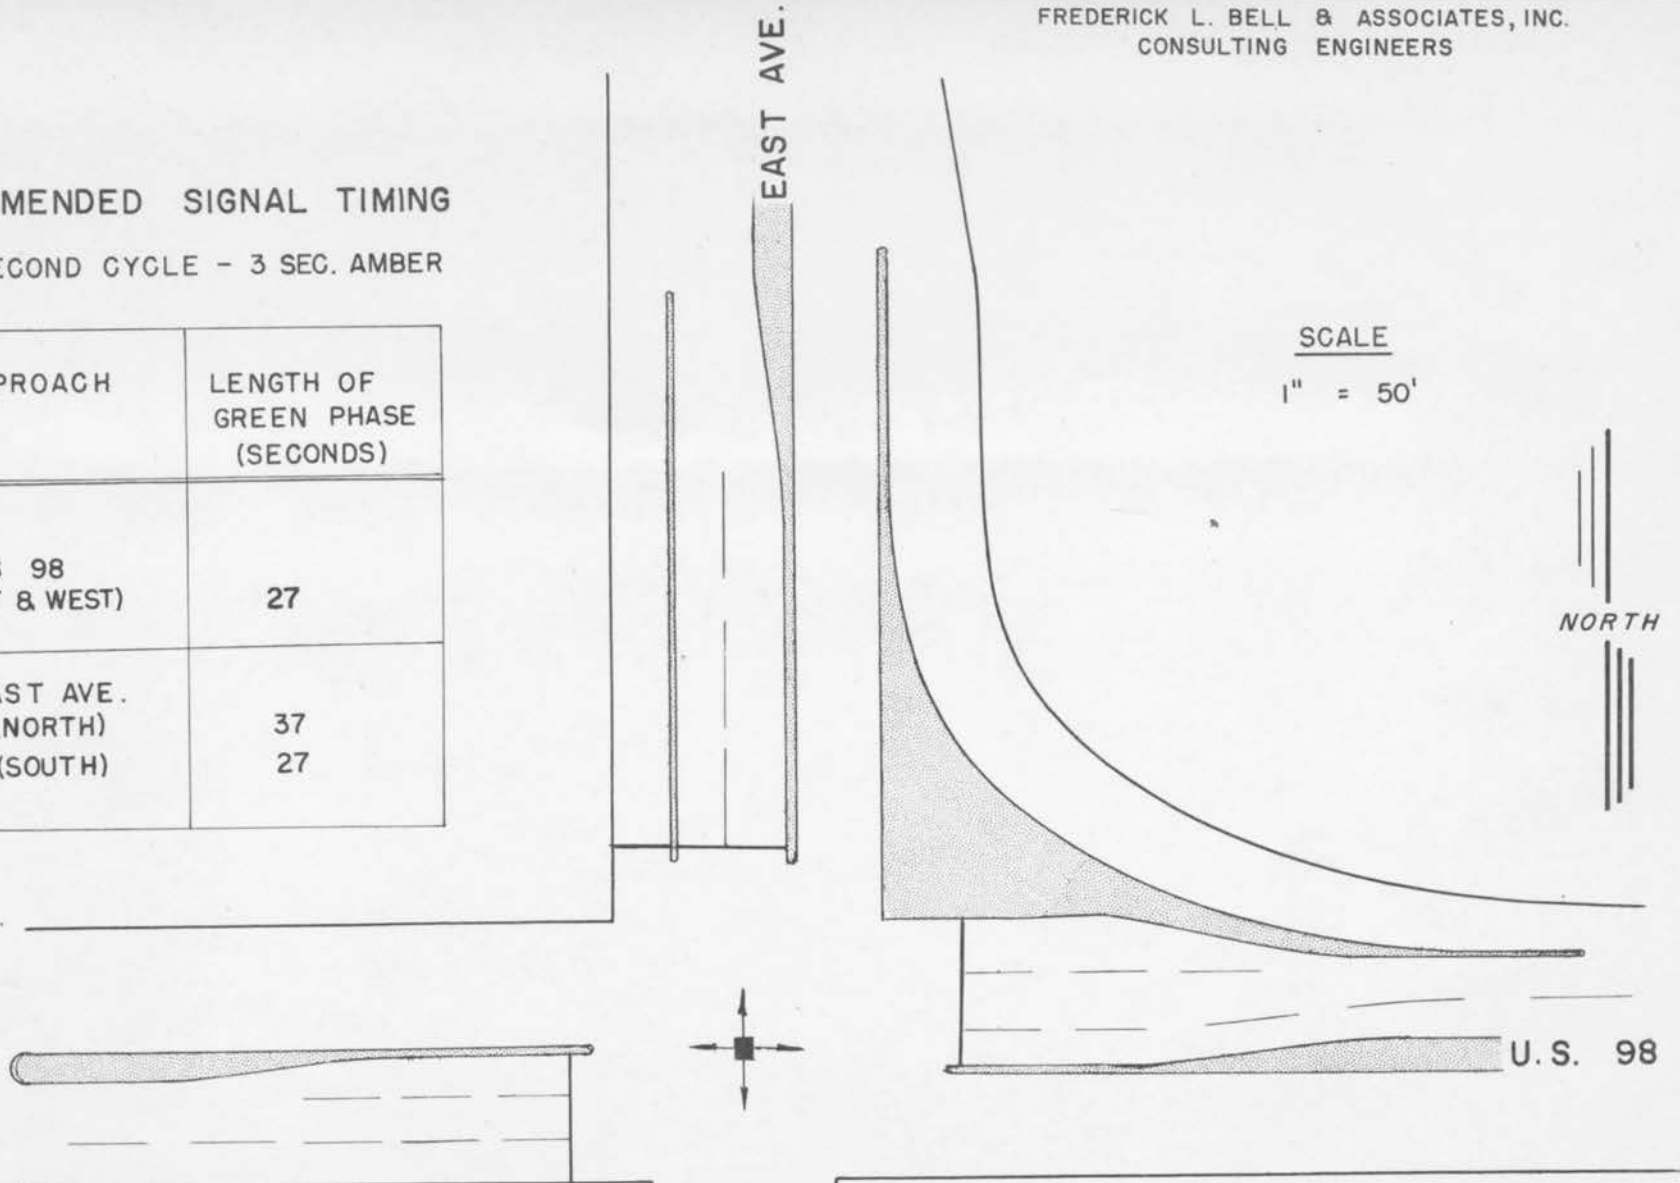 FREDERICK L. BELL & ASSOCIATES, INC.
CONSULTING ENGINEERS
EAST AVE.
MENDED SIGNAL TIMING
ECOND CYCLE - 3 SEC. AMBER
PROACH
LENGTH OF
GREEN PHASE
(SECONDS)
98
& WEST) 27
AST AVE.
NORTH) 37
(SOUTH) 27
SCALE
1" = 50'
NORTH
U.S. 98